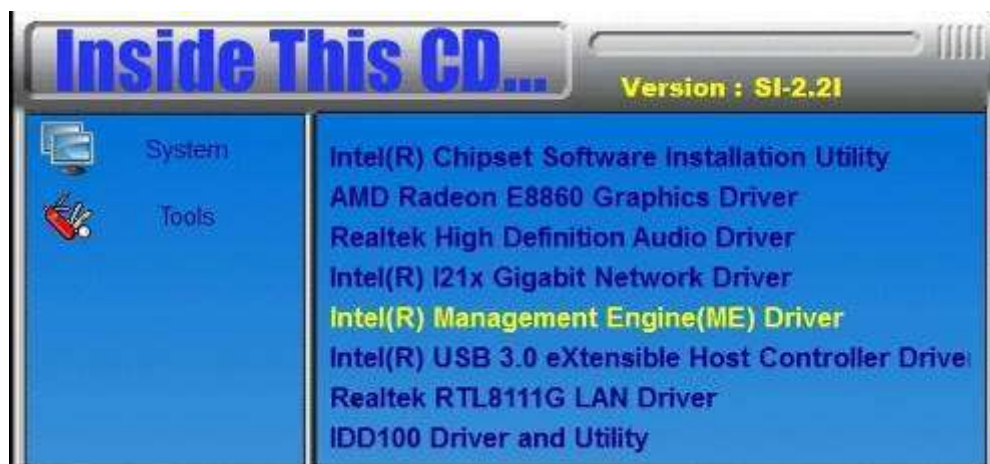 Inside This CD...
Version : SI-2.2I
System
Tools
Intel(R) Chipset Software Installation Utility
AMD Radeon E8860 Graphics Driver
Realtek High Definition Audio Driver
Intel(R) I21x Gigabit Network Driver
Intel(R) Management Engine(ME) Driver
Intel(R) USB 3.0 eXtensible Host Controller Drive
Realtek RTL8111G LAN Driver
IDD100 Driver and Utility